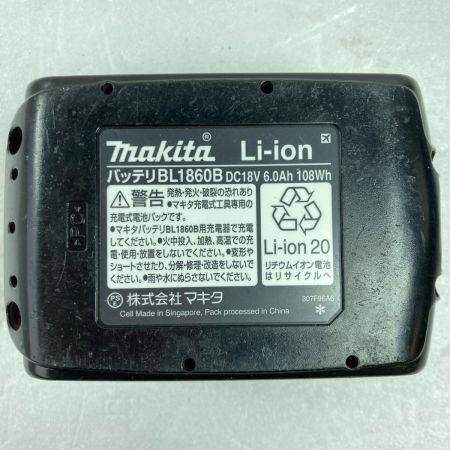 makita® Li-ion
バッテリBL1860B DC18V 6.0Ah 108Wh
警告 発熱・発火・破裂の恐れあり
●マキタ充電式工具専用の
充電式電池パックです。
●マキタバッテリBL1860B用充電器で充電
してください。●火中投入、加熱、高温での充
電・使用・放置をしないでください。●変形や
ショートさせたり、分解・修理・改造をしないで
ください。●雨や水にぬらさないでください。
Li-ion 20
リチウムイオン電池
はリサイクルへ
PSE 株式会社マキタ
807F96A6
Cell Made in Singapore, Pack processed in China
*